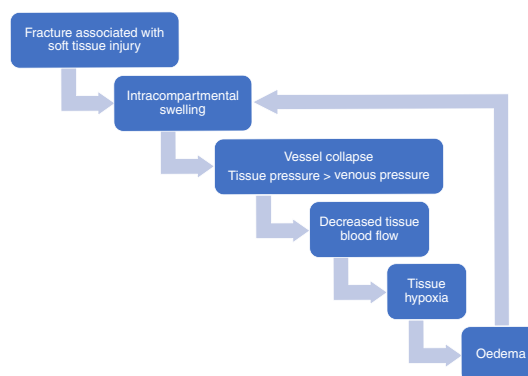 Fracture associated with
soft tissue injury
Intracompartmental
swelling
Vessel collapse
Tissue pressure > venous pressure
Decreased tissue
blood flow
Tissue
hypoxia
Oedema